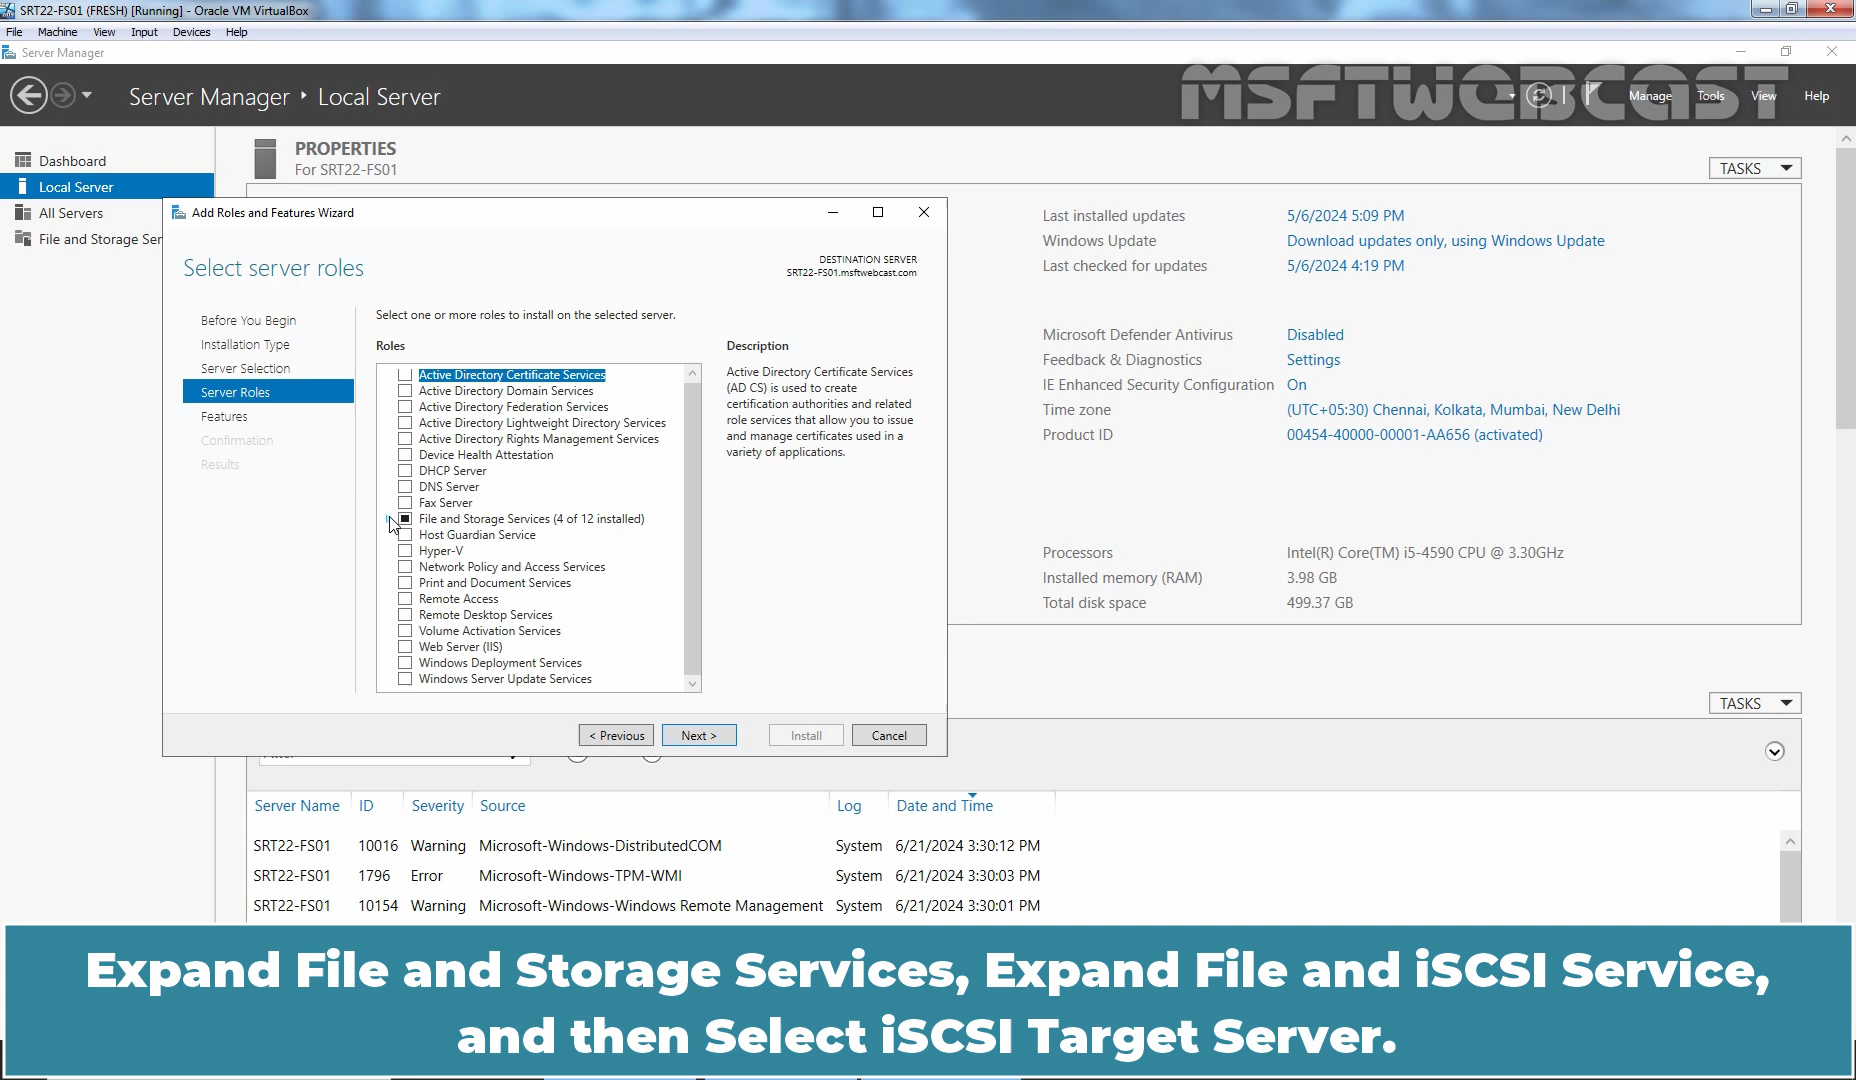 SRT22-FS01 (FRESH) [Running] - Oracle VM VirtualBox
File Machine View Input Devices Help
Server Manager
Server Manager Local Server
MSFTWEBCAST
Manage Tools View Help
Dashboard
Local Server
All Servers
File and Storage Ser
PROPERTIES
For SRT22-FS01
TASKS
Last installed updates 5/6/2024 5:09 PM
Windows Update Download updates only, using Windows Update
Last checked for updates 5/6/2024 4:19 PM
Microsoft Defender Antivirus Disabled
Feedback & Diagnostics Settings
IE Enhanced Security Configuration On
Time zone (UTC+05:30) Chennai, Kolkata, Mumbai, New Delhi
Product ID 00454-40000-00001-AA656 (activated)
Processors Intel(R) Core(TM) i5-4590 CPU @ 3.30GHz
Installed memory (RAM) 3.98 GB
Total disk space 499.37 GB
Add Roles and Features Wizard
Select server roles
DESTINATION SERVER
SRT22-FS01.msftwebcast.com
Before You Begin
Installation Type
Server Selection
Server Roles
Features
Confirmation
Results
Select one or more roles to install on the selected server.
Roles
Active Directory Certificate Services
Active Directory Domain Services
Active Directory Federation Services
Active Directory Lightweight Directory Services
Active Directory Rights Management Services
Device Health Attestation
DHCP Server
DNS Server
Fax Server
File and Storage Services (4 of 12 installed)
Host Guardian Service
Hyper-V
Network Policy and Access Services
Print and Document Services
Remote Access
Remote Desktop Services
Volume Activation Services
Web Server (IIS)
Windows Deployment Services
Windows Server Update Services
Description
Active Directory Certificate Services
(AD CS) is used to create
certification authorities and related
role services that allow you to issue
and manage certificates used in a
variety of applications.
< Previous Next > Install Cancel
TASKS
Server Name ID Severity Source Log Date and Time
SRT22-FS01 10016 Warning Microsoft-Windows-DistributedCOM System 6/21/2024 3:30:12 PM
SRT22-FS01 1796 Error Microsoft-Windows-TPM-WMI System 6/21/2024 3:30:03 PM
SRT22-FS01 10154 Warning Microsoft-Windows-Windows Remote Management System 6/21/2024 3:30:01 PM
Expand File and Storage Services, Expand File and iSCSI Service,
and then Select iSCSI Target Server.